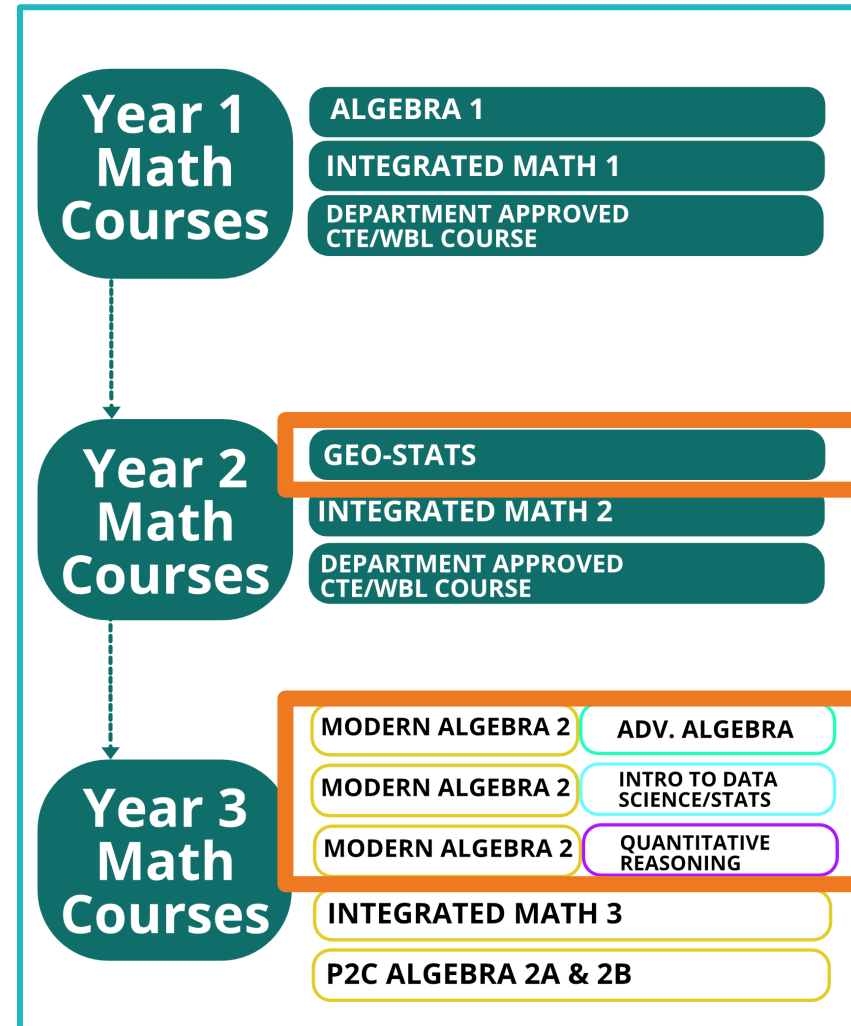 Year 1
Math
Courses
ALGEBRA 1
INTEGRATED MATH 1
DEPARTMENT APPROVED
CTE/WBL COURSE
Year 2
Math
Courses
GEO-STATS
INTEGRATED MATH 2
DEPARTMENT APPROVED
CTE/WBL COURSE
Year 3
Math
Courses
MODERN ALGEBRA 2
ADV. ALGEBRA
MODERN ALGEBRA 2
INTRO TO DATA
SCIENCE/STATS
MODERN ALGEBRA 2
QUANTITATIVE
REASONING
INTEGRATED MATH 3
P2C ALGEBRA 2A & 2B